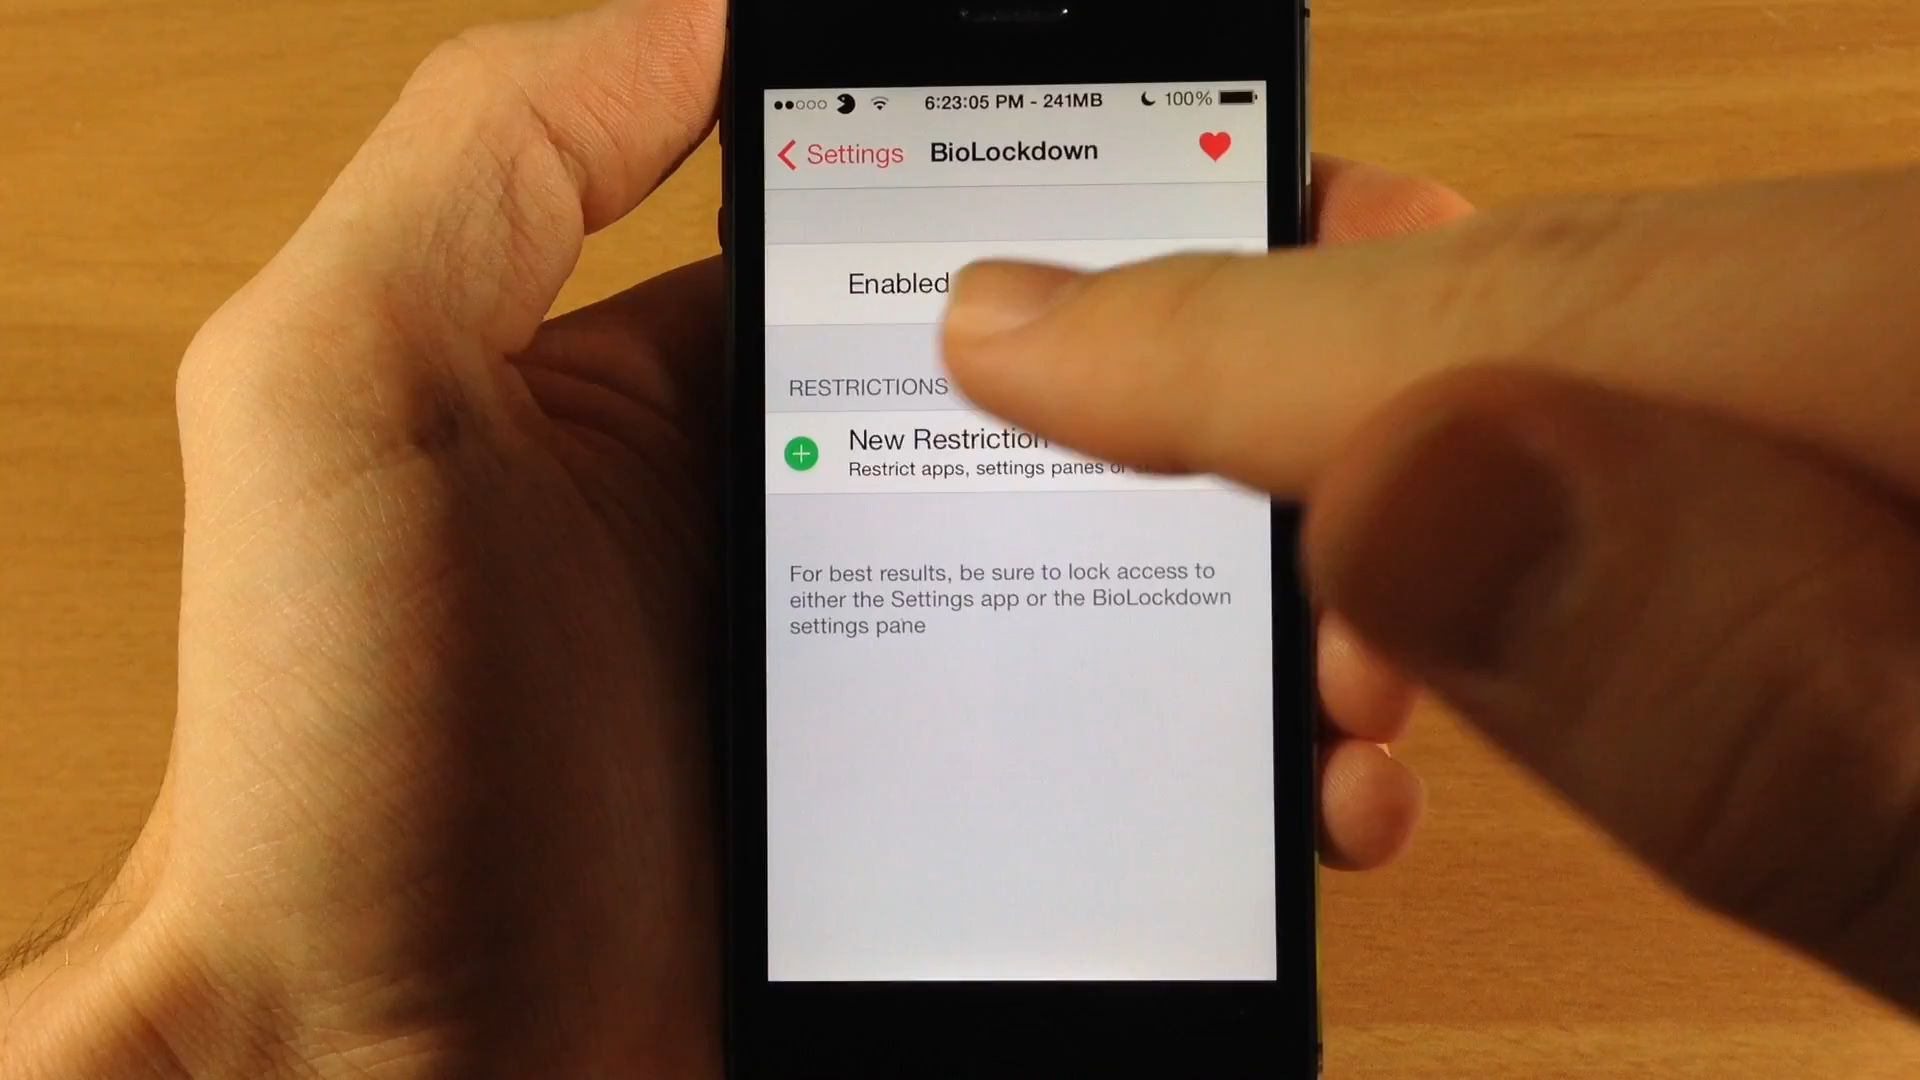 6:23:05 PM - 241MB 100%
Settings BioLockdown
Enabled
RESTRICTIONS
New Restriction
Restrict apps, settings panes or
For best results, be sure to lock access to
either the Settings app or the BioLockdown
settings pane